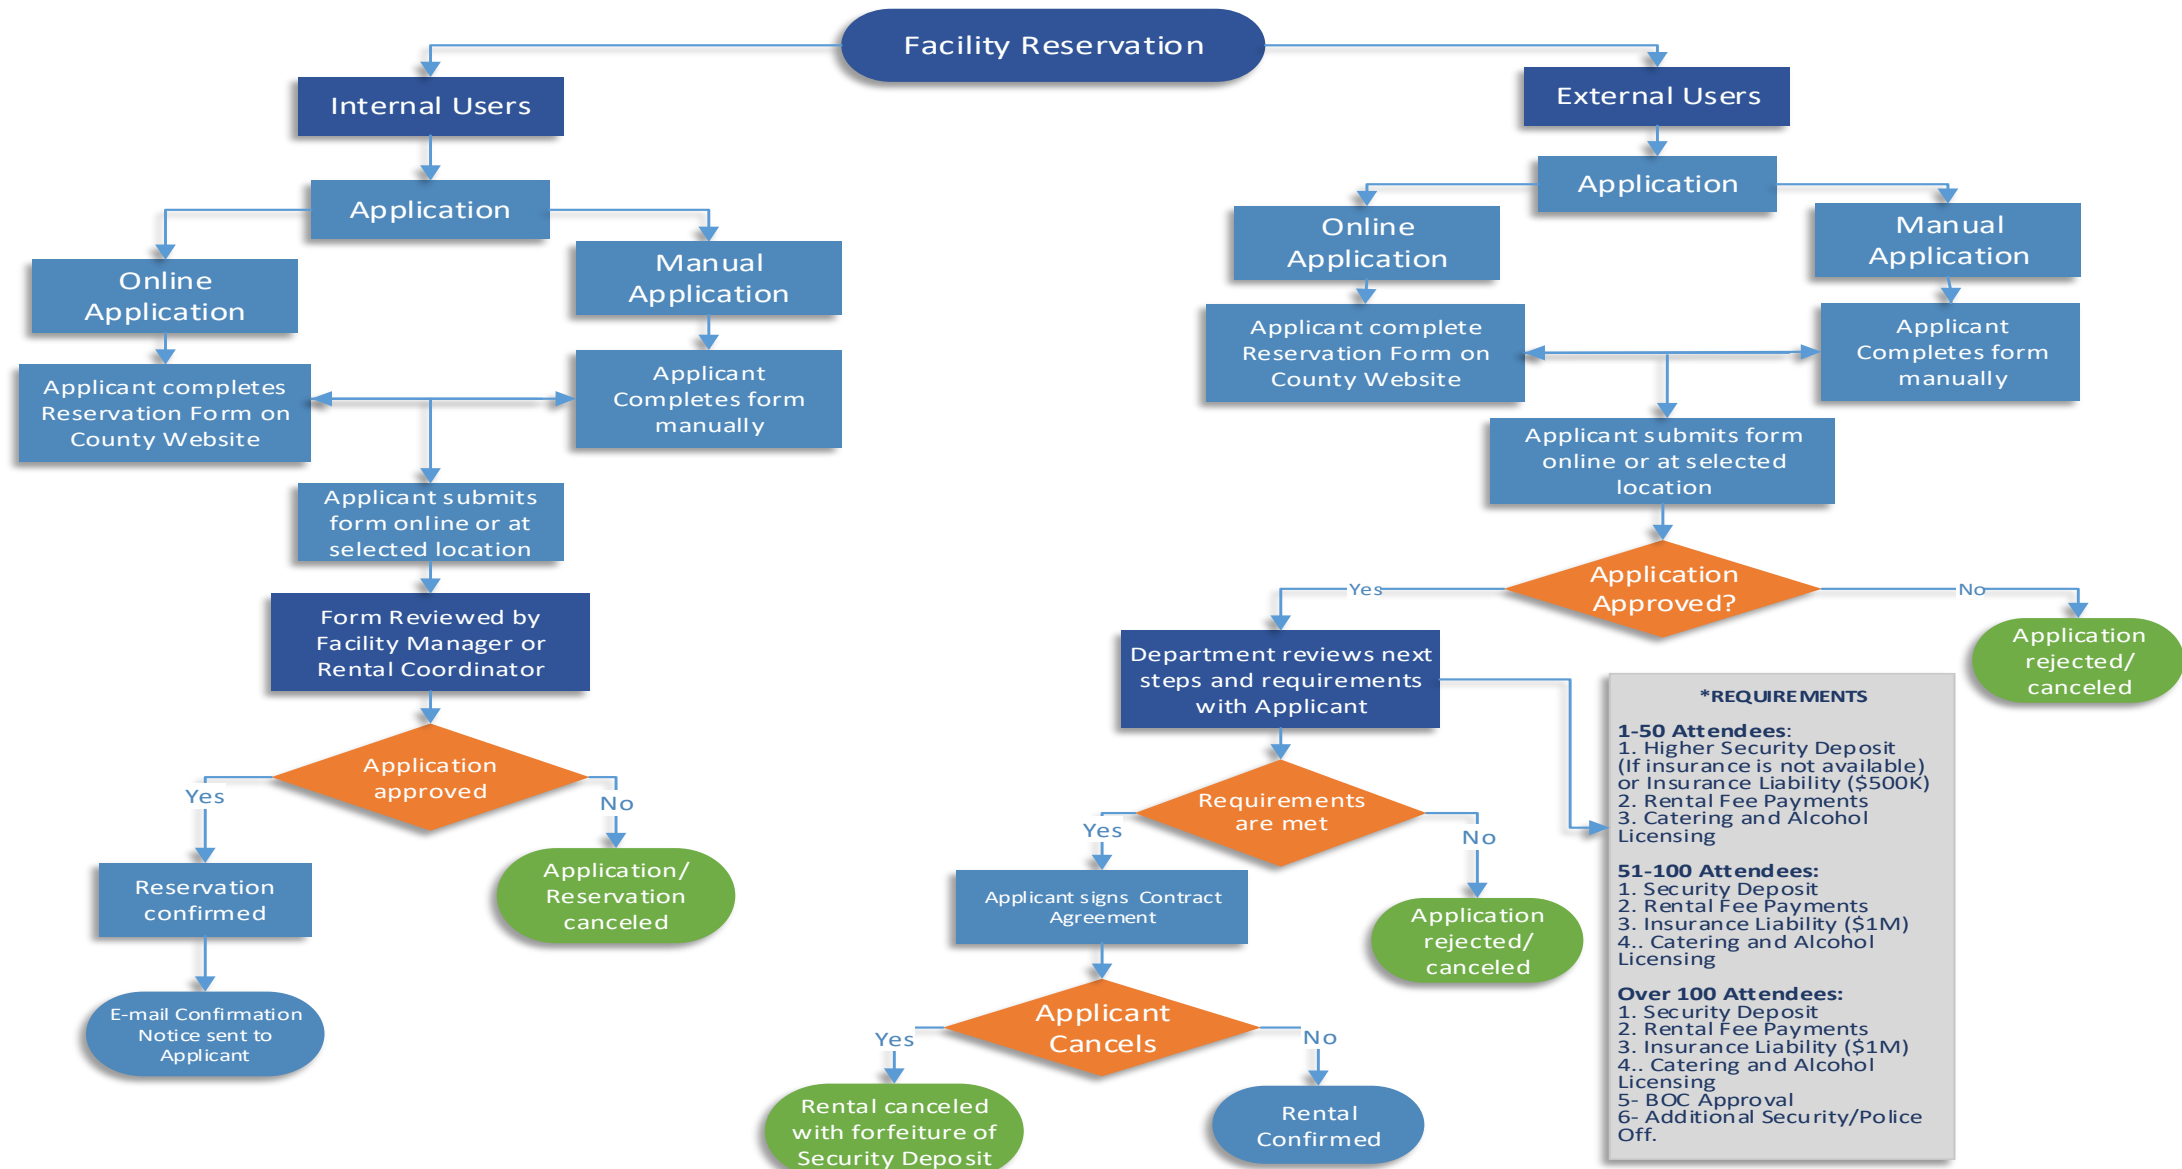 Facility Reservation
Internal Users
Application
Online
Application
Manual
Application
Applicant completes
Reservation Form on
County Website
Applicant
Completes form
manually
Applicant submits
form online or at
selected location
Form Reviewed by
Facility Manager or
Rental Coordinator
Application
approved
Yes
No
Reservation
confirmed
Application/
Reservation
canceled
E-mail Confirmation
Notice sent to
Applicant
External Users
Application
Online
Application
Manual
Application
Applicant complete
Reservation Form on
County Website
Applicant
Completes form
manually
Applicant submits form
online or at selected
location
Application
Approved?
Yes
No
Application
rejected/
canceled
Department reviews next
steps and requirements
with Applicant
Requirements
are met
Yes
No
Applicant signs Contract
Agreement
Application
rejected/
canceled
Applicant
Cancels
Yes
No
Rental canceled
with forfeiture of
Security Deposit
Rental
Confirmed
*REQUIREMENTS
1-50 Attendees:
1. Higher Security Deposit
(If insurance is not available)
or Insurance Liability ($500K)
2. Rental Fee Payments
3. Catering and Alcohol
Licensing
51-100 Attendees:
1. Security Deposit
2. Rental Fee Payments
3. Insurance Liability ($1M)
4.. Catering and Alcohol
Licensing
Over 100 Attendees:
1. Security Deposit
2. Rental Fee Payments
3. Insurance Liability ($1M)
4.. Catering and Alcohol
Licensing
5- BOC Approval
6- Additional Security/Police
Off.